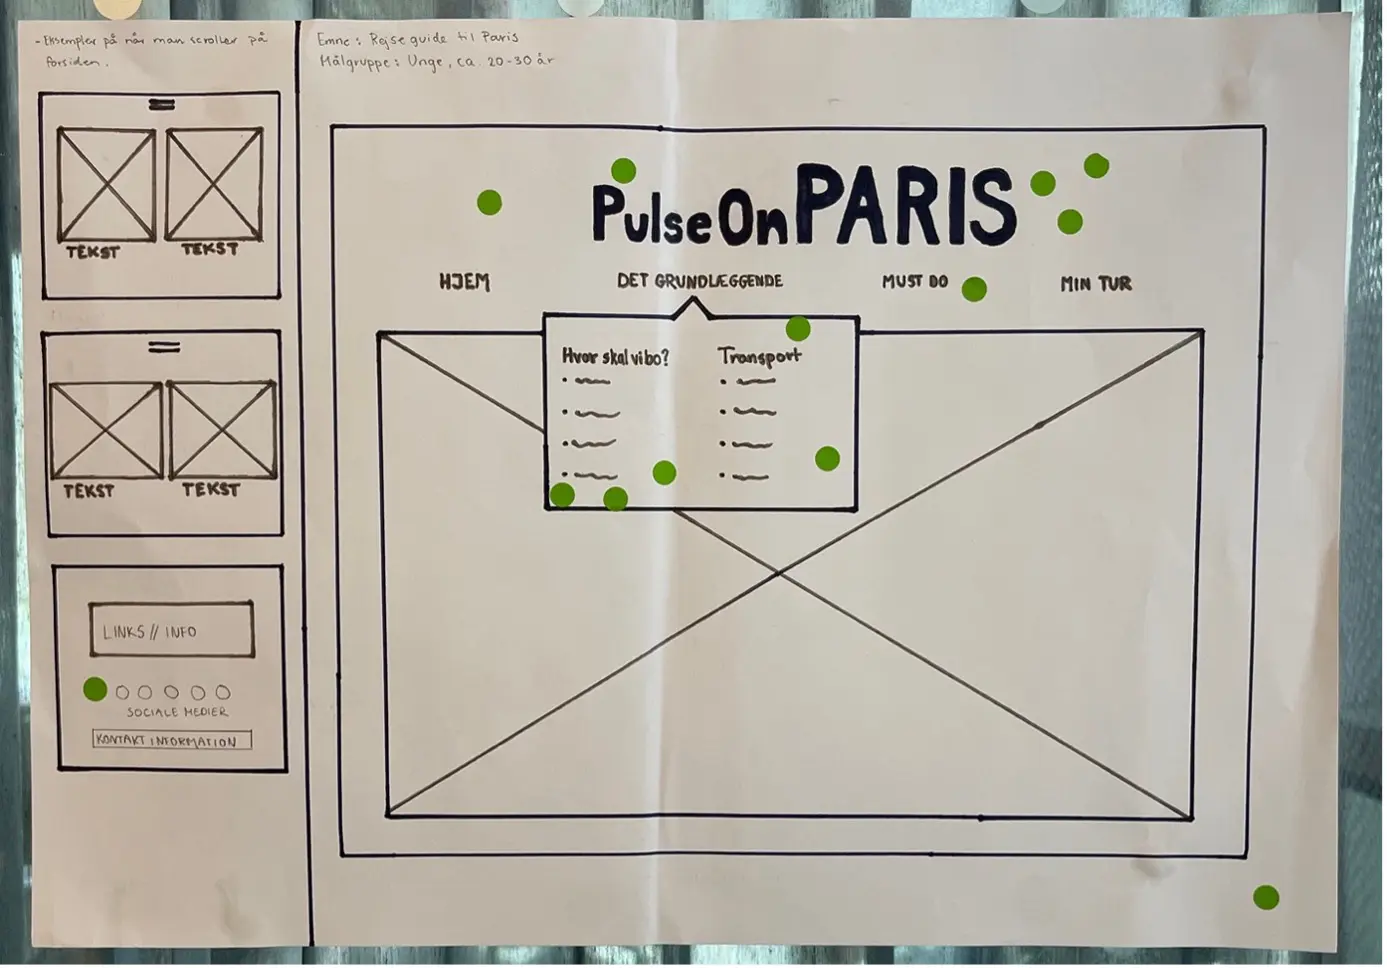 - Eksempler på når man scroller på
forsiden.
TEKST TEKST
TEKST TEKST
LINKS // INFO
SOCIALE MEDIER
KONTAKT INFORMATION
Emne : Rejseguide til Paris
Målgruppe : Unge, ca. 20-30 år
PulseOnPARIS
HJEM DET GRUNDLÆGGENDE MUST DO MIN TUR
Hvor skal vi bo? Transport